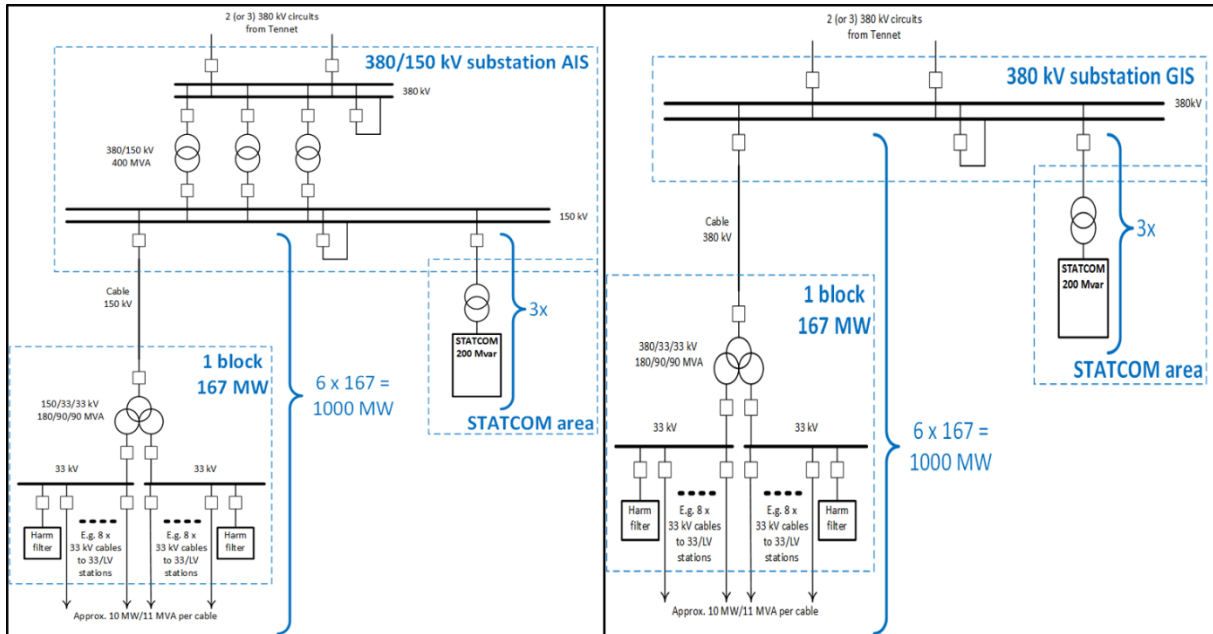 2 (or 3) 380 kV circuits
from Tennet
380/150 kV substation AIS
380 kV
380/150 kV
400 MVA
150 kV
Cable
150 kV
3x
STATCOM
200 Mvar
STATCOM area
1 block
167 MW
150/33/33 kV
180/90/90 MVA
6 x 167 =
1000 MW
33 kV
33 kV
Harm
filter
E.g. 8 x
33 kV cables
to 33/LV
stations
E.g. 8 x
33 kV cables
to 33/LV
stations
Harm
filter
Approx. 10 MW/11 MVA per cable
2 (or 3) 380 kV circuits
from Tennet
380 kV substation GIS
380kV
Cable
380 kV
3x
STATCOM
200 Mvar
STATCOM area
1 block
167 MW
380/33/33 kV
180/90/90 MVA
6 x 167 =
1000 MW
33 kV
33 kV
Harm
filter
E.g. 8 x
33 kV cables
to 33/LV
stations
E.g. 8 x
33 kV cables
to 33/LV
stations
Harm
filter
Approx. 10 MW/11 MVA per cable